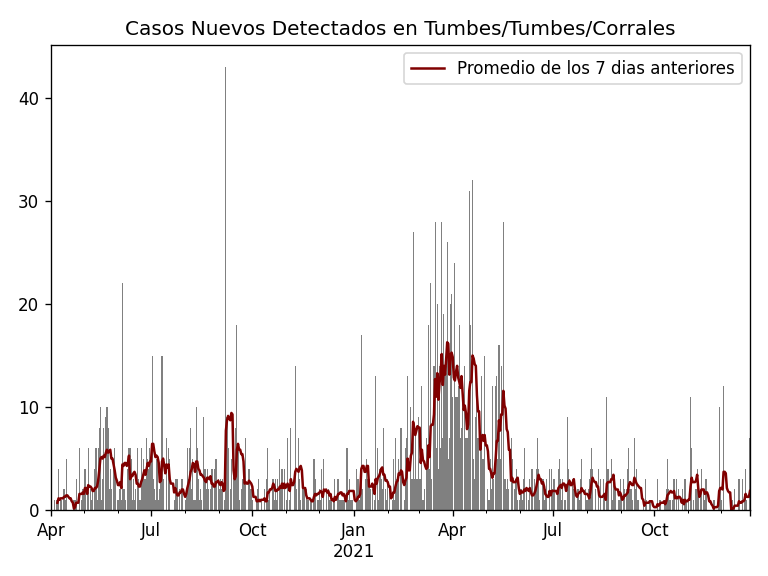 Casos Nuevos Detectados en Tumbes/Tumbes/Corrales
Promedio de los 7 dias anteriores
40
30
20
10
0
Apr Jul Oct Jan Apr Jul Oct
2021